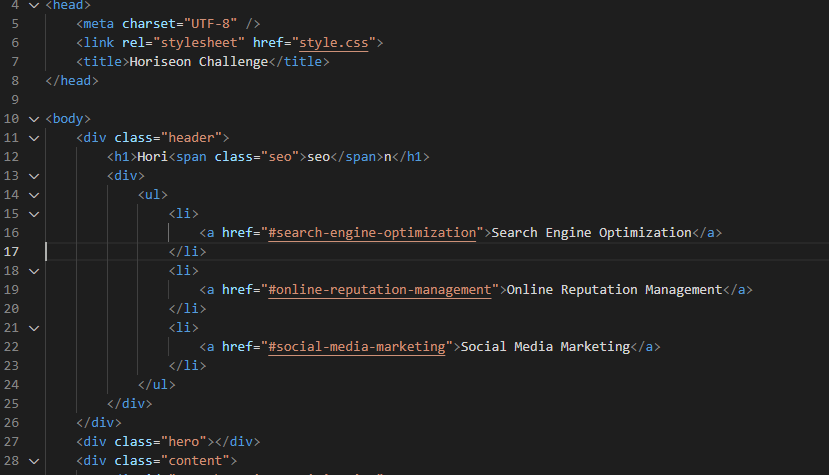 4 <head>
5 <meta charset="UTF-8" />
6 <link rel="stylesheet" href="style.css">
7 <title>Horiseon Challenge</title>
8 </head>
9
10 <body>
11 <div class="header">
12 <h1>Hori<span class="seo">seo</span>n</h1>
13 <div>
14 <ul>
15 <li>
16 <a href="#search-engine-optimization">Search Engine Optimization</a>
17 </li>
18 <li>
19 <a href="#online-reputation-management">Online Reputation Management</a>
20 </li>
21 <li>
22 <a href="#social-media-marketing">Social Media Marketing</a>
23 </li>
24 </ul>
25 </div>
26 </div>
27 <div class="hero"></div>
28 <div class="content">